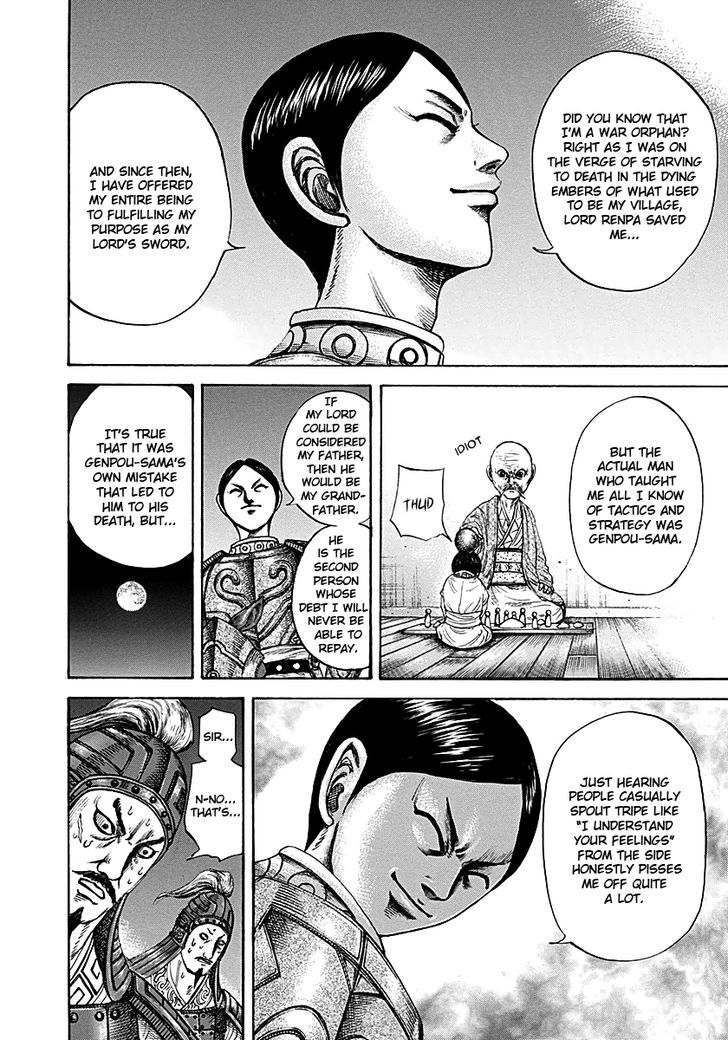 DID YOU KNOW THAT
I'M A WAR ORPHAN?
RIGHT AS I WAS ON
THE VERGE OF STARVING
TO DEATH IN THE DYING
EMBERS OF WHAT USED
TO BE MY VILLAGE,
LORD RENPA SAVED
ME...
AND SINCE THEN,
I HAVE OFFERED
MY ENTIRE BEING
TO FULFILLING MY
PURPOSE AS MY
LORD'S SWORD.
BUT THE
ACTUAL MAN
WHO TAUGHT
ME ALL I KNOW
OF TACTICS AND
STRATEGY WAS
GENPOU-SAMA.
IDIOT
THUD
IF
MY LORD
COULD BE
CONSIDERED
MY FATHER,
THEN HE
WOULD BE
MY GRAND-
FATHER.
HE
IS THE
SECOND
PERSON
WHOSE
DEBT I WILL
NEVER BE
ABLE TO
REPAY.
IT'S TRUE
THAT IT WAS
GENPOU-SAMA'S
OWN MISTAKE
THAT LED TO
HIM TO HIS
DEATH, BUT...
JUST HEARING
PEOPLE CASUALLY
SPOUT TRIPE LIKE
"I UNDERSTAND
YOUR FEELINGS"
FROM THE SIDE
HONESTLY PISSES
ME OFF QUITE
A LOT.
SIR...
N-NO...
THAT'S...